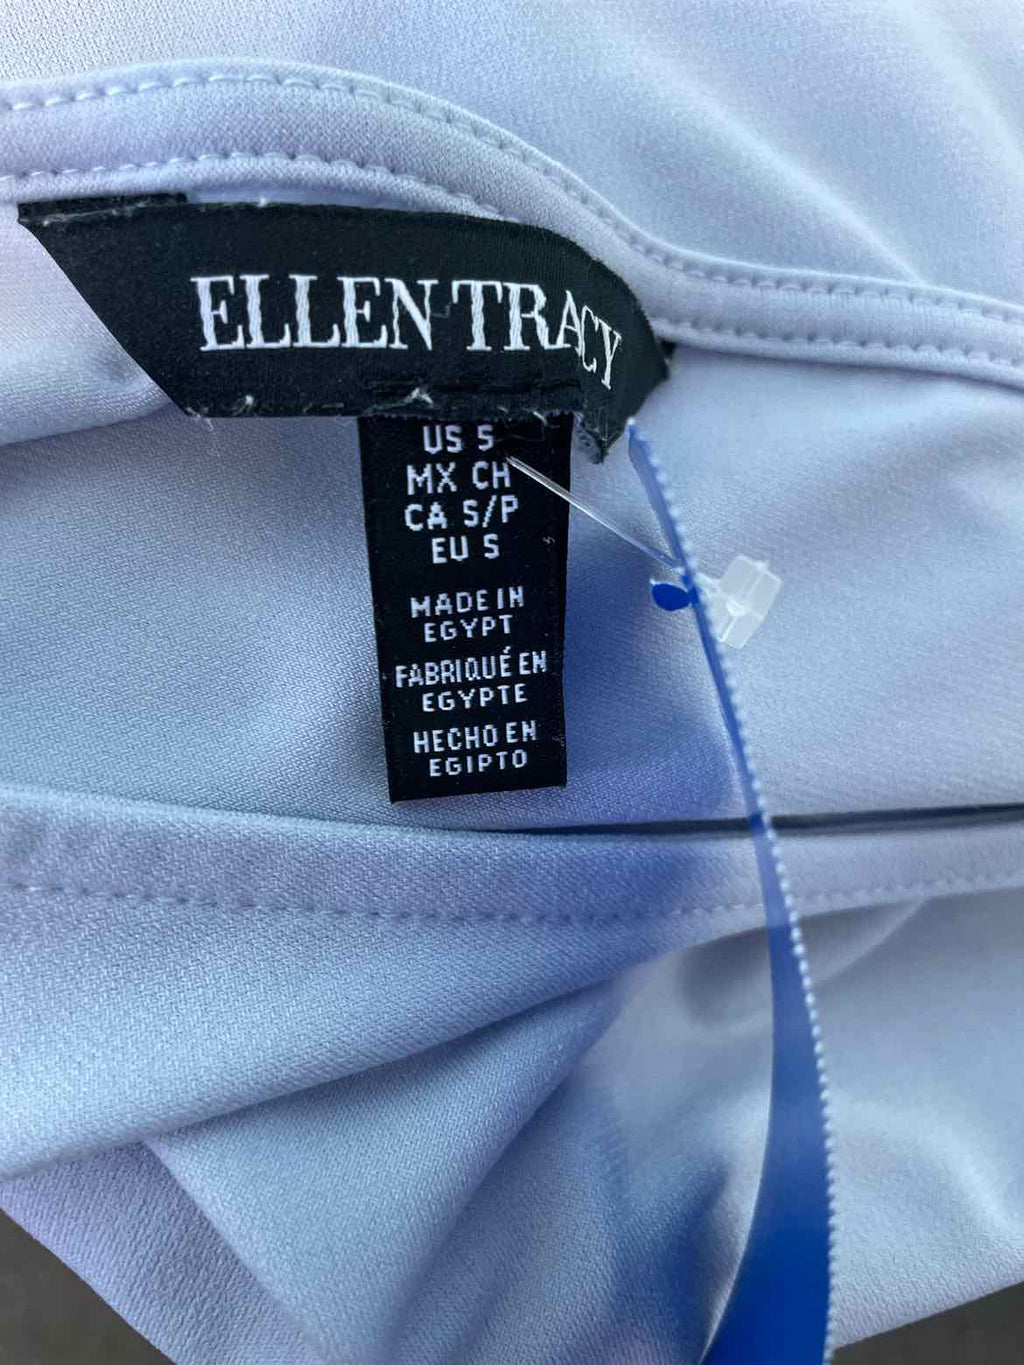 ELLEN TRACY
US S
MX CH
CA S/P
EU S
MADE IN
EGYPT
FABRIQUÉ EN
EGYPTE
HECHO EN
EGIPTO